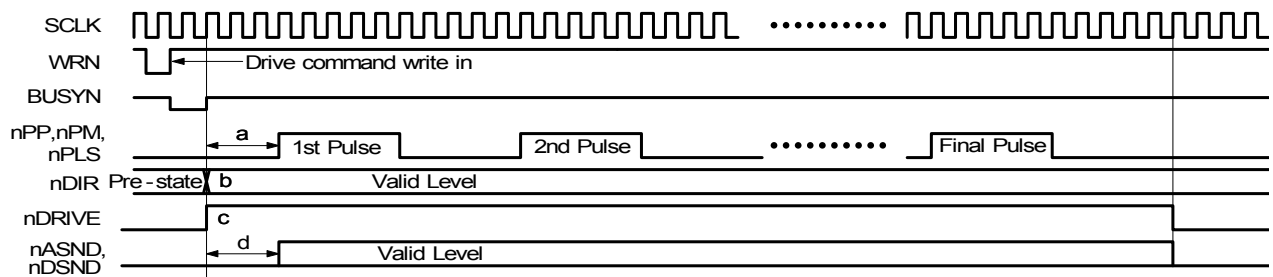 SCLK
WRN
Drive command write in
BUSYN
nPP,nPM,
nPLS
a
1st Pulse
2nd Pulse
Final Pulse
nDIR
Pre-state
b
Valid Level
nDRIVE
c
nASND,
nDSND
d
Valid Level